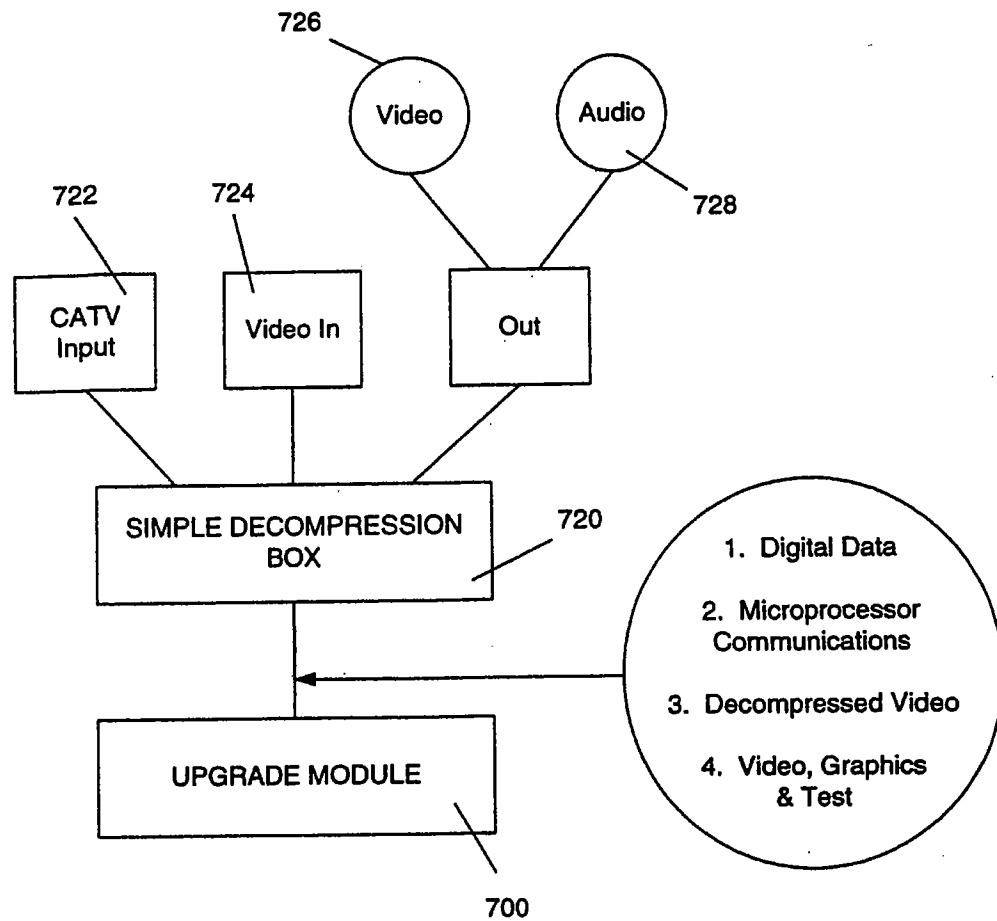 726
Video
Audio
728
722
724
CATV
Input
Video In
Out
SIMPLE DECOMPRESSION
BOX
720
1. Digital Data
2. Microprocessor
Communications
3. Decompressed Video
4. Video, Graphics
& Test
UPGRADE MODULE
700